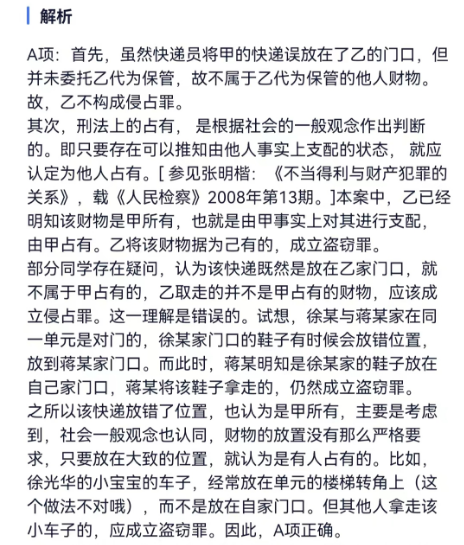 解析
A项：首先，虽然快递员将甲的快递误放在了乙的门口，但
并未委托乙代为保管，故不属于乙代为保管的他人财物。
故，乙不构成侵占罪。
其次，刑法上的占有， 是根据社会的一般观念作出判断
的。即只要存在可以推知由他人事实上支配的状态， 就应
认定为他人占有。[ 参见张明楷：《不当得利与财产犯罪的
关系》，载《人民检察》2008年第13期。]本案中，乙已经
明知该财物是甲所有，也就是由甲事实上对其进行支配，
由甲占有。乙将该财物据为己有的，成立盗窃罪。
部分同学存在疑问，认为该快递既然是放在乙家门口，就
不属于甲占有的，乙取走的并不是甲占有的财物，应该成
立侵占罪。这一理解是错误的。试想，徐某与蒋某家在同
一单元是对门的，徐某家门口的鞋子有时候会放错位置，
放到蒋某家门口。而此时，蒋某明知是徐某家的鞋子放在
自己家门口，蒋某将该鞋子拿走的，仍然成立盗窃罪。
之所以该快递放错了位置，也认为是甲所有，主要是考虑
到，社会一般观念也认同，财物的放置没有那么严格要
求，只要放在大致的位置，就认为是有人占有的。比如，
徐光华的小宝宝的车子，经常放在单元的楼梯转角上（这
个做法不对哦），而不是放在自家门口。但其他人拿走该
小车子的，应成立盗窃罪。因此，A项正确。